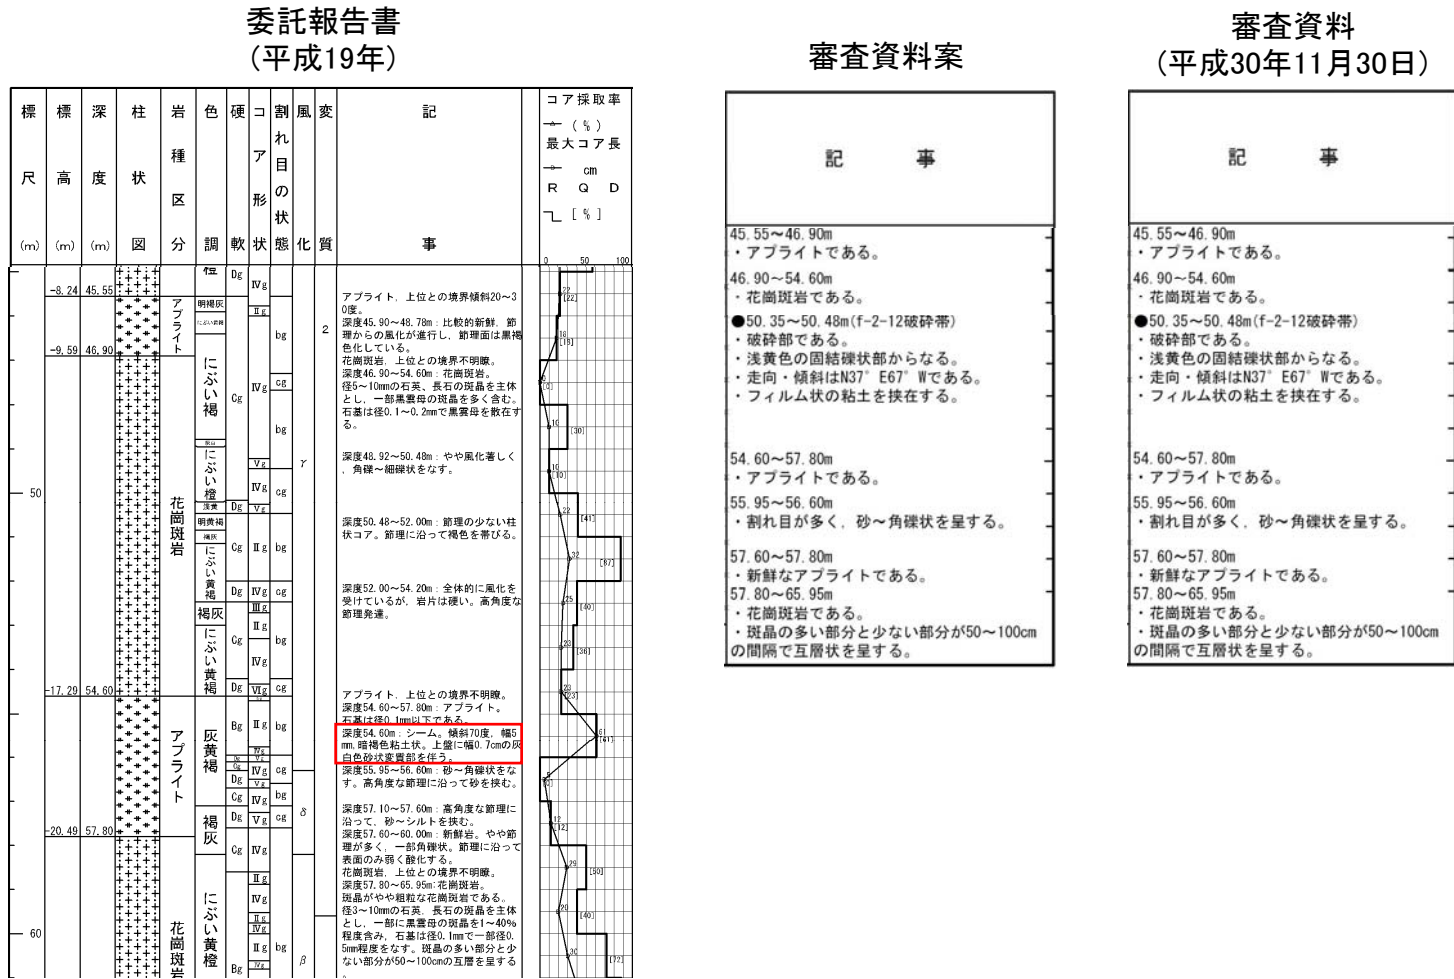 委託報告書
(平成19年)
審査資料案
審査資料
(平成30年11月30日)
標尺(m)
標高(m)
深度(m)
柱状図
岩種区分
色調
硬軟
コア形状
割れ目の状態
風化
変質
記事
コア採取率
(%)
最大コア長
cm
R Q D
[%]
0 50 100
-8.24 45.55
-9.59 46.90
-17.29 54.60
-20.49 57.80
50
60
アプライト
花崗斑岩
アプライト
花崗斑岩
橙
明褐灰
にぶい褐
にぶい橙
浅黄
明黄褐
褐灰
にぶい黄褐
褐灰
にぶい黄褐
灰黄褐
褐灰
にぶい黄橙
2
γ
δ
β
アプライト．上位との境界傾斜20～3
0度。
深度45.90～48.78m：比較的新鮮．節
理からの風化が進行し，節理面は黒褐
色化している。
花崗斑岩．上位との境界不明瞭。
深度46.90～54.60m：花崗斑岩。
径5～10mmの石英、長石の斑晶を主体
とし，一部黒雲母の斑晶を多く含む。
石基は径0.1～0.2mmで黒雲母を散在す
る。
深度48.92～50.48m：やや風化著しく
，角礫～細礫状をなす。
深度50.48～52.00m：節理の少ない柱
状コア。節理に沿って褐色を帯びる。
深度52.00～54.20m：全体的に風化を
受けているが，岩片は硬い。高角度な
節理発達。
アプライト．上位との境界不明瞭。
深度54.60～57.80m：アプライト。
石基は径0.1mm以下である。
深度54.60m：シーム。傾斜70度，幅5
mm,暗褐色粘土状。上盤に幅0.7cmの灰
白色砂状変質部を伴う。
深度55.95～56.60m：砂～角礫状をな
す。高角度な節理に沿って砂を挟む。
深度57.10～57.60m：高角度な節理に
沿って，砂～シルトを挟む。
深度57.60～60.00m：新鮮岩。やや節
理が多く，一部角礫状。節理に沿って
表面のみ弱く酸化する。
花崗斑岩．上位との境界不明瞭。
深度57.80～65.95m:花崗斑岩。
斑晶がやや粗粒な花崗斑岩である。
径3～10mmの石英．長石の斑晶を主体
とし，一部に黒雲母の斑晶を1～40%
程度含み，石基は径0.1mmで一部径0.
5mm程度をなす。斑晶の多い部分と少
ない部分が50～100cmの互層を呈する
。
記 事
45.55～46.90m
・アプライトである。
46.90～54.60m
・花崗斑岩である。
●50.35～50.48m(f-2-12破砕帯)
・破砕部である。
・浅黄色の固結礫状部からなる。
・走向・傾斜はN37°E67°Wである。
・フィルム状の粘土を挟在する。
54.60～57.80m
・アプライトである。
55.95～56.60m
・割れ目が多く，砂～角礫状を呈する。
57.60～57.80m
・新鮮なアプライトである。
57.80～65.95m
・花崗斑岩である。
・斑晶の多い部分と少ない部分が50～100cm
の間隔で互層状を呈する。
記 事
45.55～46.90m
・アプライトである。
46.90～54.60m
・花崗斑岩である。
●50.35～50.48m(f-2-12破砕帯)
・破砕部である。
・浅黄色の固結礫状部からなる。
・走向・傾斜はN37°E67°Wである。
・フィルム状の粘土を挟在する。
54.60～57.80m
・アプライトである。
55.95～56.60m
・割れ目が多く，砂～角礫状を呈する。
57.60～57.80m
・新鮮なアプライトである。
57.80～65.95m
・花崗斑岩である。
・斑晶の多い部分と少ない部分が50～100cm
の間隔で互層状を呈する。